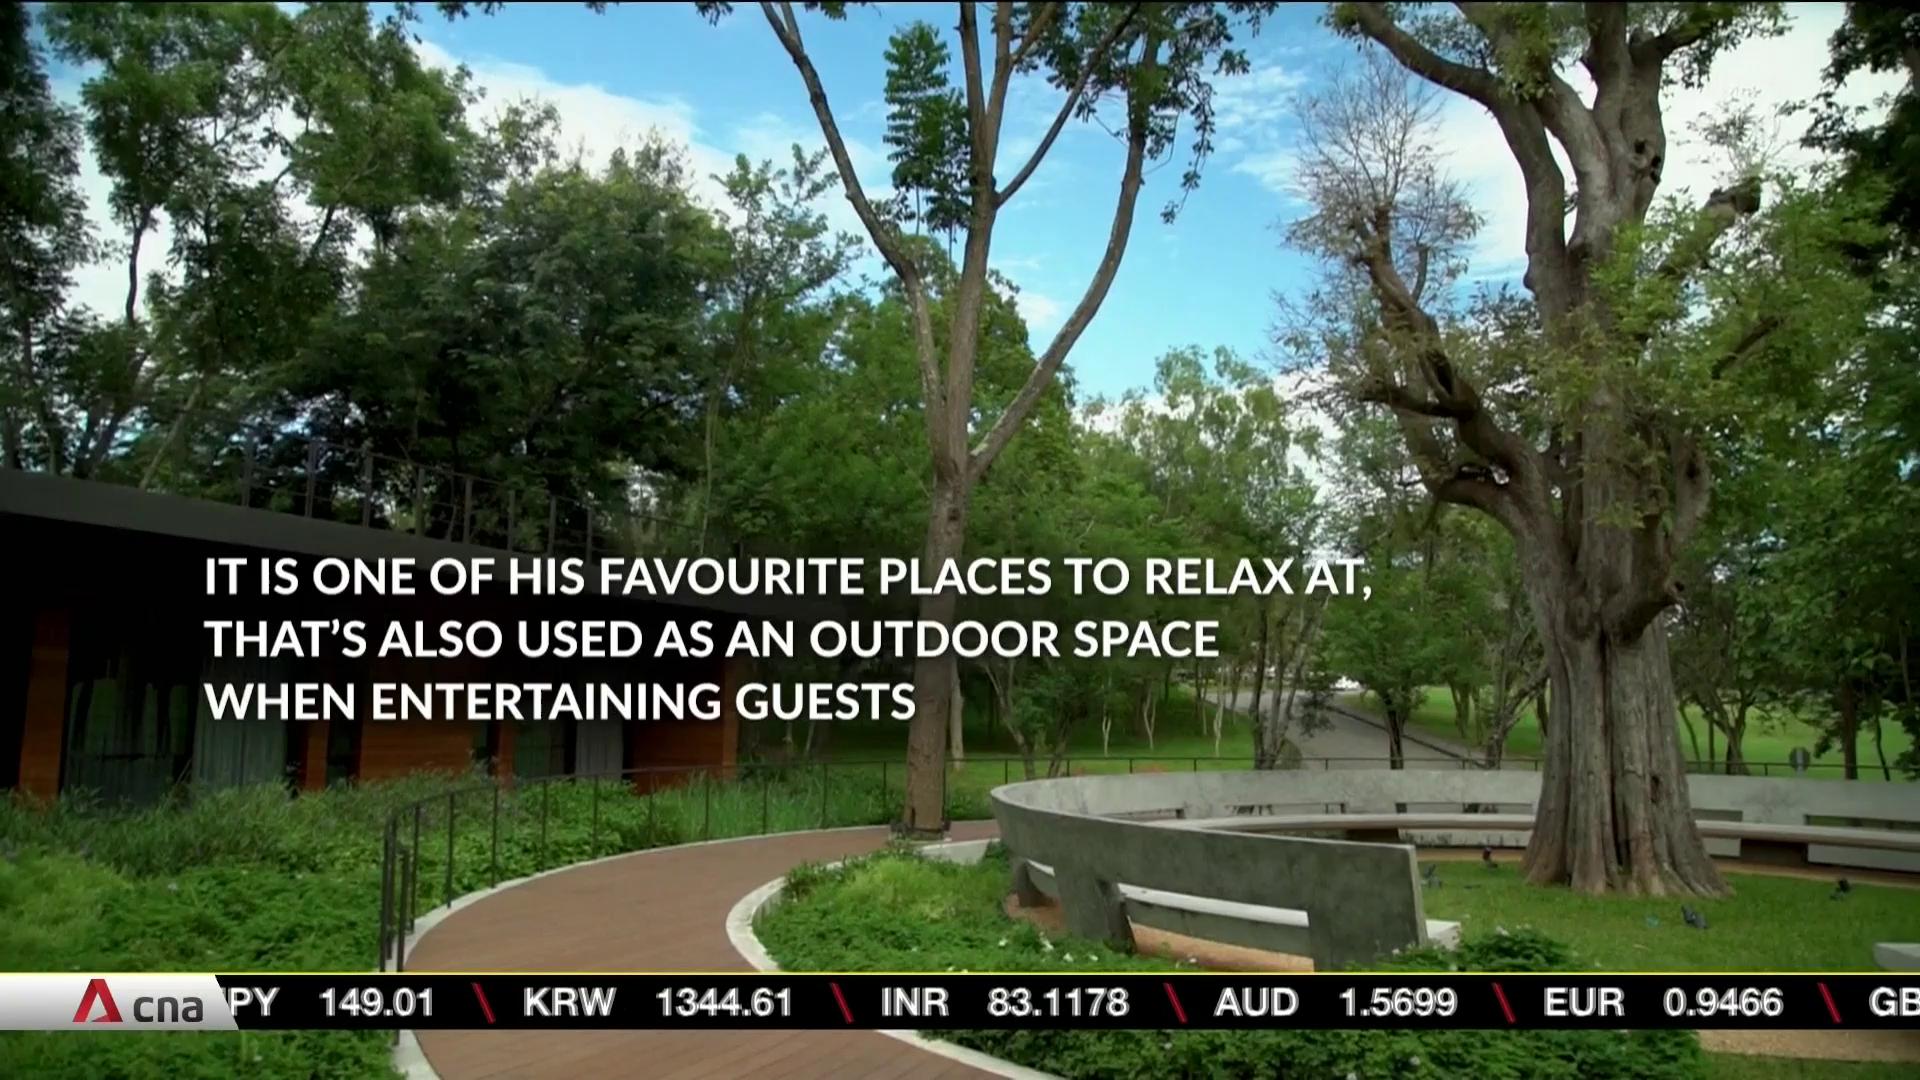 IT IS ONE OF HIS FAVOURITE PLACES TO RELAX AT,
THAT'S ALSO USED AS AN OUTDOOR SPACE
WHEN ENTERTAINING GUESTS
cna PY 149.01 \ KRW 1344.61 \ INR 83.1178 \ AUD 1.5699 \ EUR 0.9466 \ GB